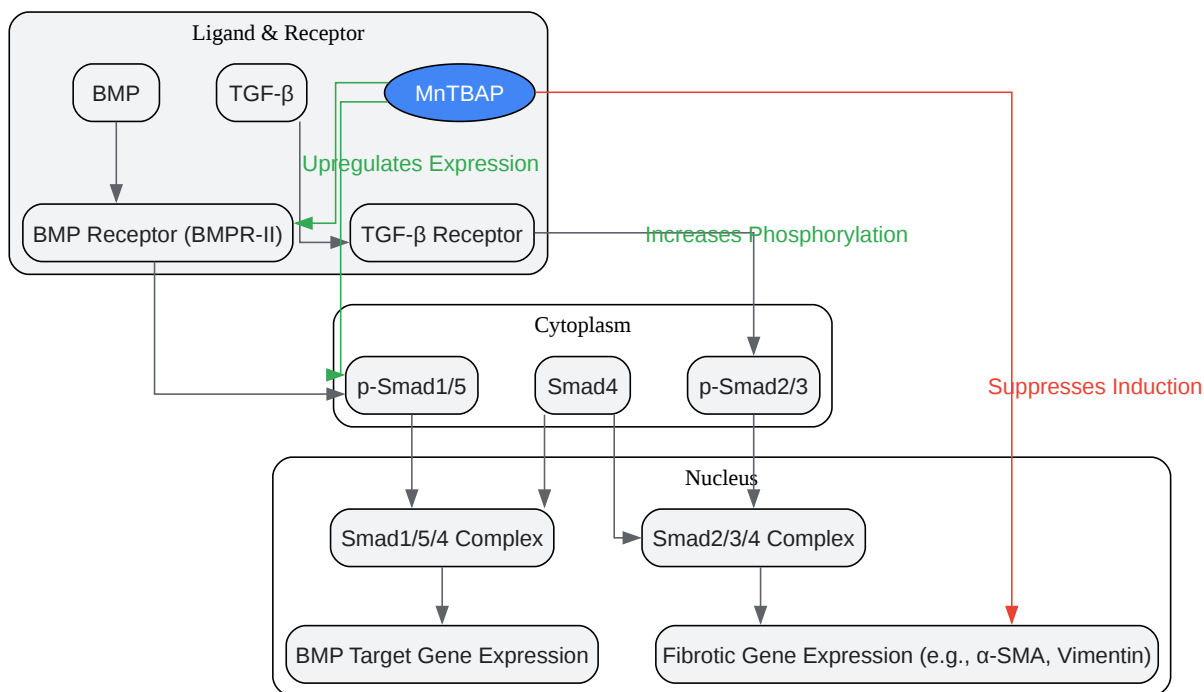 Ligand & Receptor
BMP
TGF-β
MnTBAP
Upregulates Expression
BMP Receptor (BMPR-II)
TGF-β Receptor
Increases Phosphorylation
Cytoplasm
p-Smad1/5
Smad4
p-Smad2/3
Suppresses Induction
Nucleus
Smad1/5/4 Complex
Smad2/3/4 Complex
BMP Target Gene Expression
Fibrotic Gene Expression (e.g., α-SMA, Vimentin)